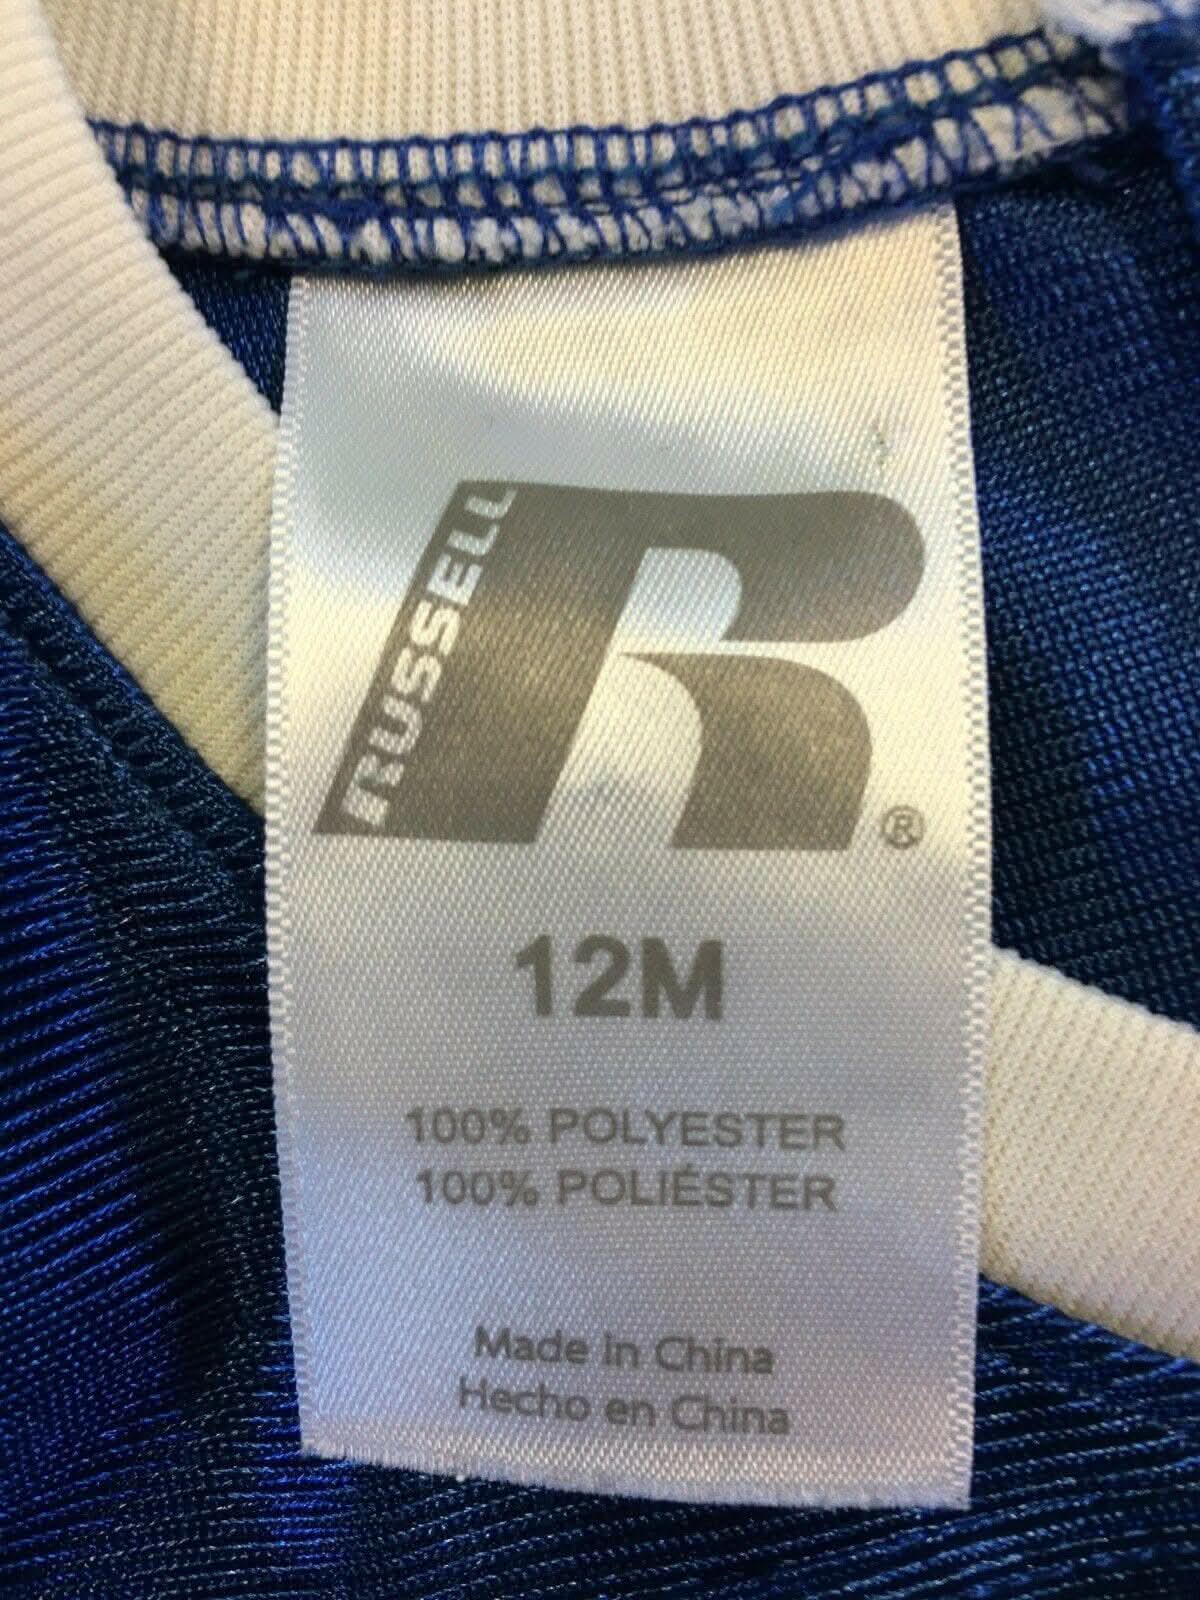 RUSSELL
R®
12M
100% POLYESTER
100% POLIÉSTER
Made in China
Hecho en China